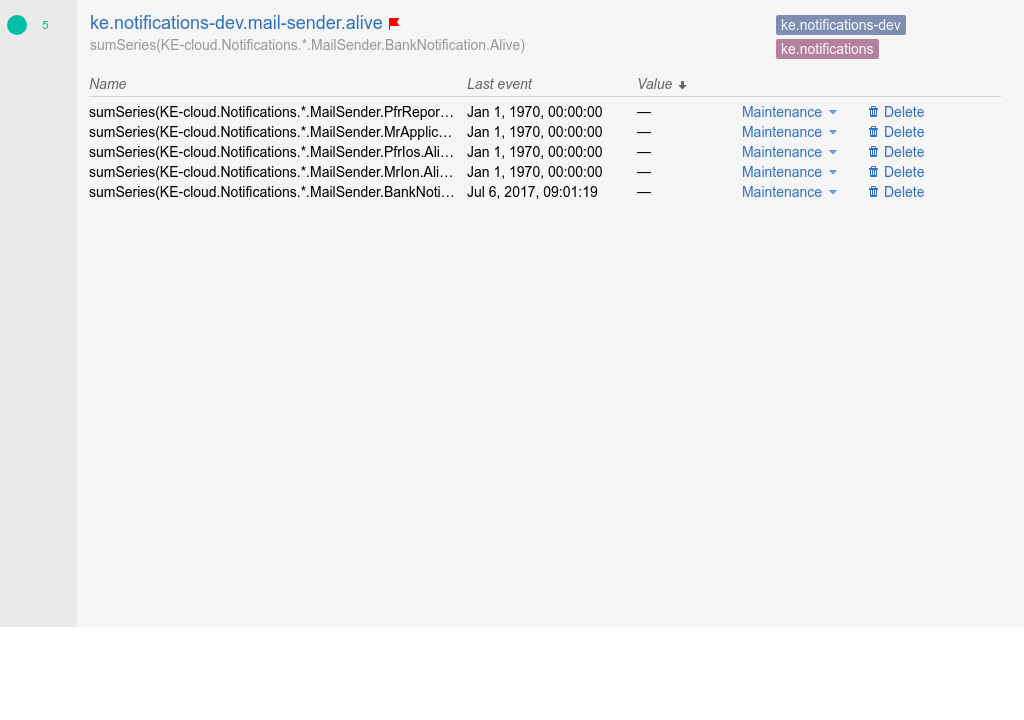 5 ke.notifications-dev.mail-sender.alive ke.notifications-dev
sumSeries(KE-cloud.Notifications.*.MailSender.BankNotification.Alive) ke.notifications
Name Last event Value
sumSeries(KE-cloud.Notifications.*.MailSender.PfrRepor… Jan 1, 1970, 00:00:00 — Maintenance Delete
sumSeries(KE-cloud.Notifications.*.MailSender.MrApplic… Jan 1, 1970, 00:00:00 — Maintenance Delete
sumSeries(KE-cloud.Notifications.*.MailSender.PfrIos.Ali… Jan 1, 1970, 00:00:00 — Maintenance Delete
sumSeries(KE-cloud.Notifications.*.MailSender.MrIon.Ali… Jan 1, 1970, 00:00:00 — Maintenance Delete
sumSeries(KE-cloud.Notifications.*.MailSender.BankNoti… Jul 6, 2017, 09:01:19 — Maintenance Delete